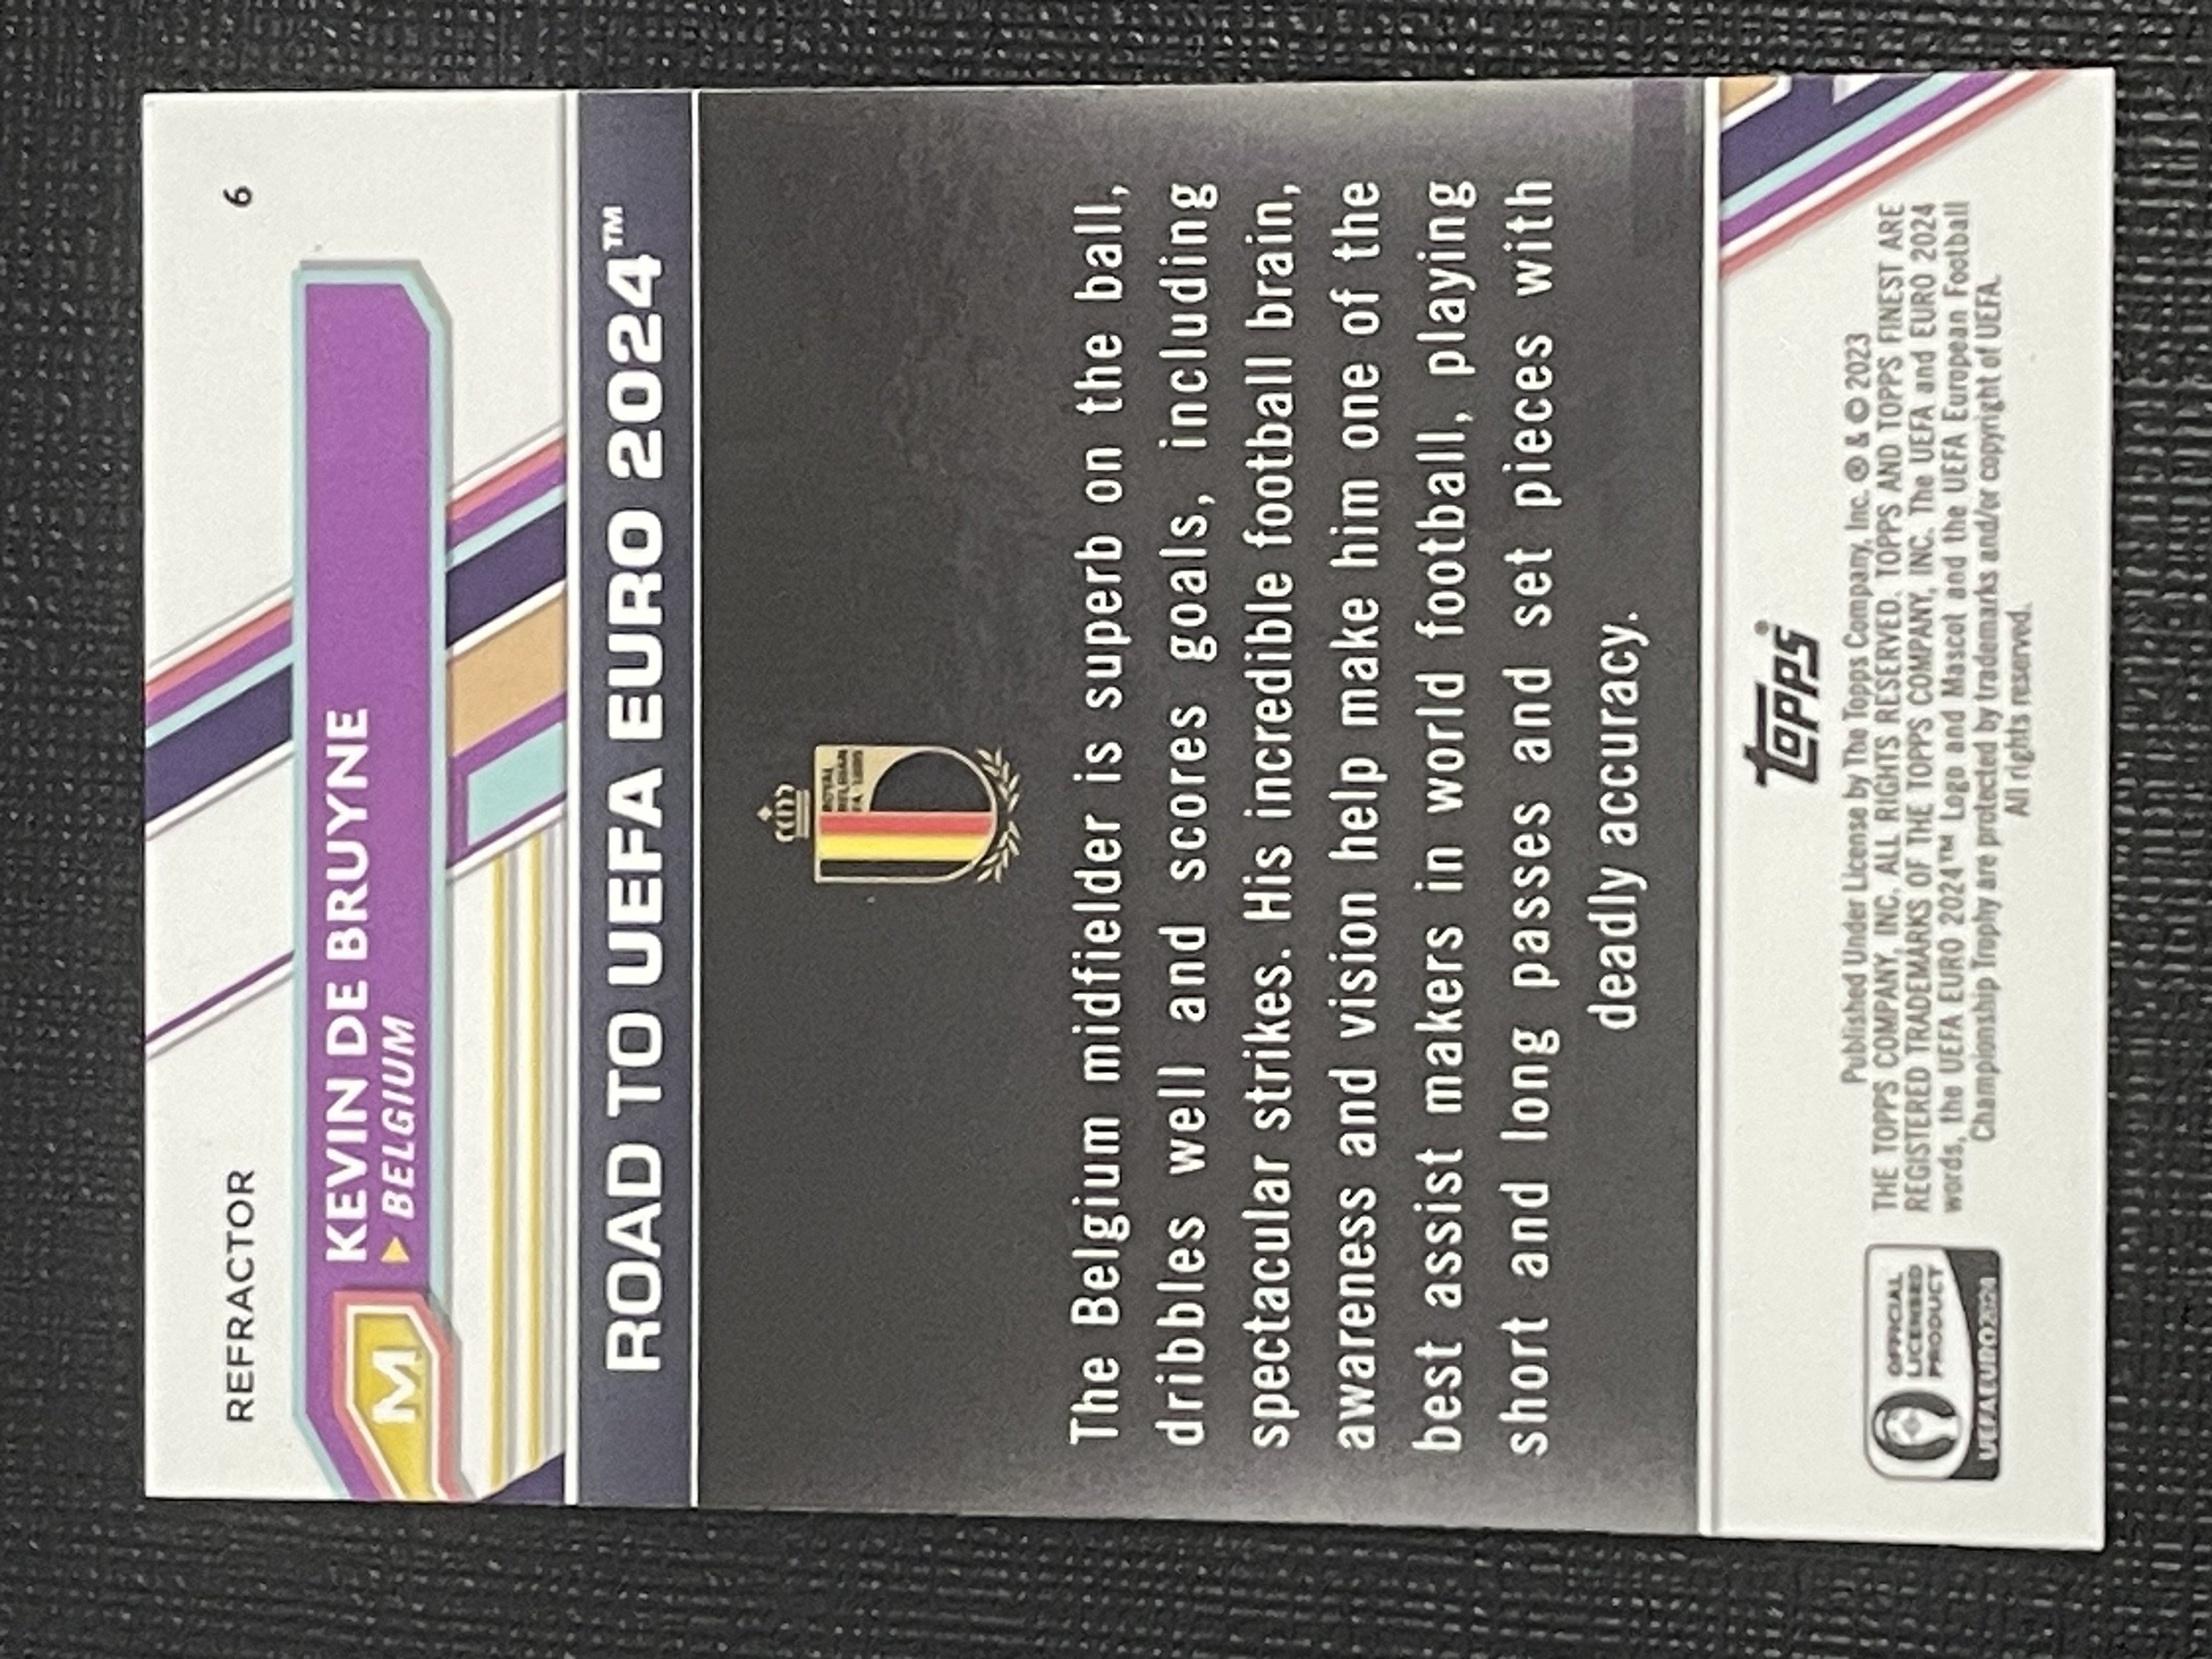 REFRACTOR
6
KEVIN DE BRUYNE
M
BELGIUM
ROAD TO UEFA EURO 2024™
ROYAL
BELGIAN
FA · 1895
The Belgium midfielder is superb on the ball,
dribbles well and scores goals, including
spectacular strikes. His incredible football brain,
awareness and vision help make him one of the
best assist makers in world football, playing
short and long passes and set pieces with
deadly accuracy.
topps®
Published Under License by The Topps Company, Inc. ® & © 2023
THE TOPPS COMPANY, INC. ALL RIGHTS RESERVED. TOPPS AND TOPPS FINEST ARE
REGISTERED TRADEMARKS OF THE TOPPS COMPANY, INC. The UEFA and EURO 2024
words, the UEFA EURO 2024™ Logo and Mascot and the UEFA European Football
Championship Trophy are protected by trademarks and/or copyright of UEFA.
All rights reserved.
OFFICIAL
LICENSED
PRODUCT
UEFA EURO2024